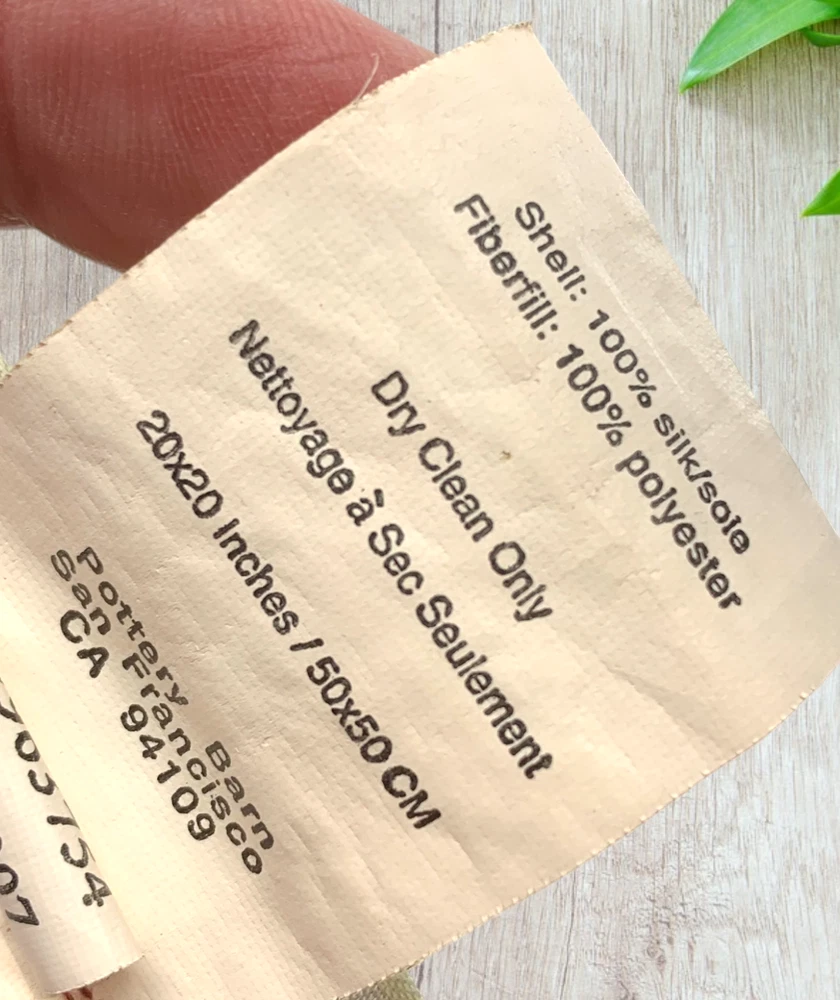 Shell: 100% silk/soie
Fiberfill: 100% polyester
Dry Clean Only
Nettoyage à Sec Seulement
20x20 Inches / 50x50 CM
Pottery Barn
San Francisco
CA 94109